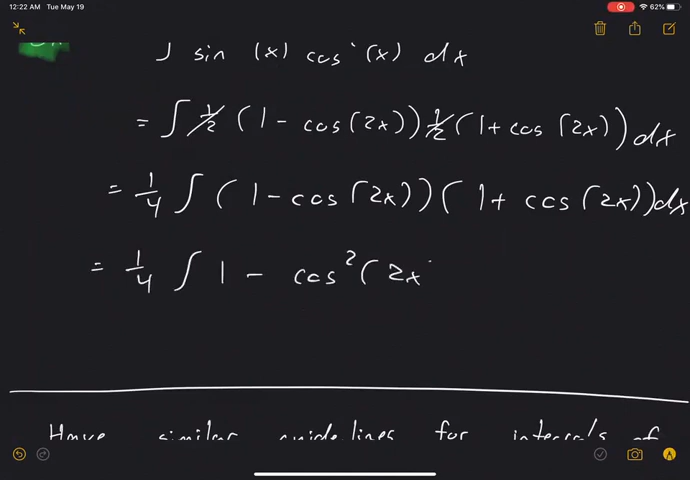 12:22 AM Tue May 19
62%
∫ sin (x) cos (x) dx
= ∫ 1/2 (1 - cos(2x)) 1/2 (1 + cos(2x)) dx
= 1/4 ∫ (1 - cos(2x)) (1 + cos(2x)) dx
= 1/4 ∫ 1 - cos²(2x
Have similar guidelines for integrals of